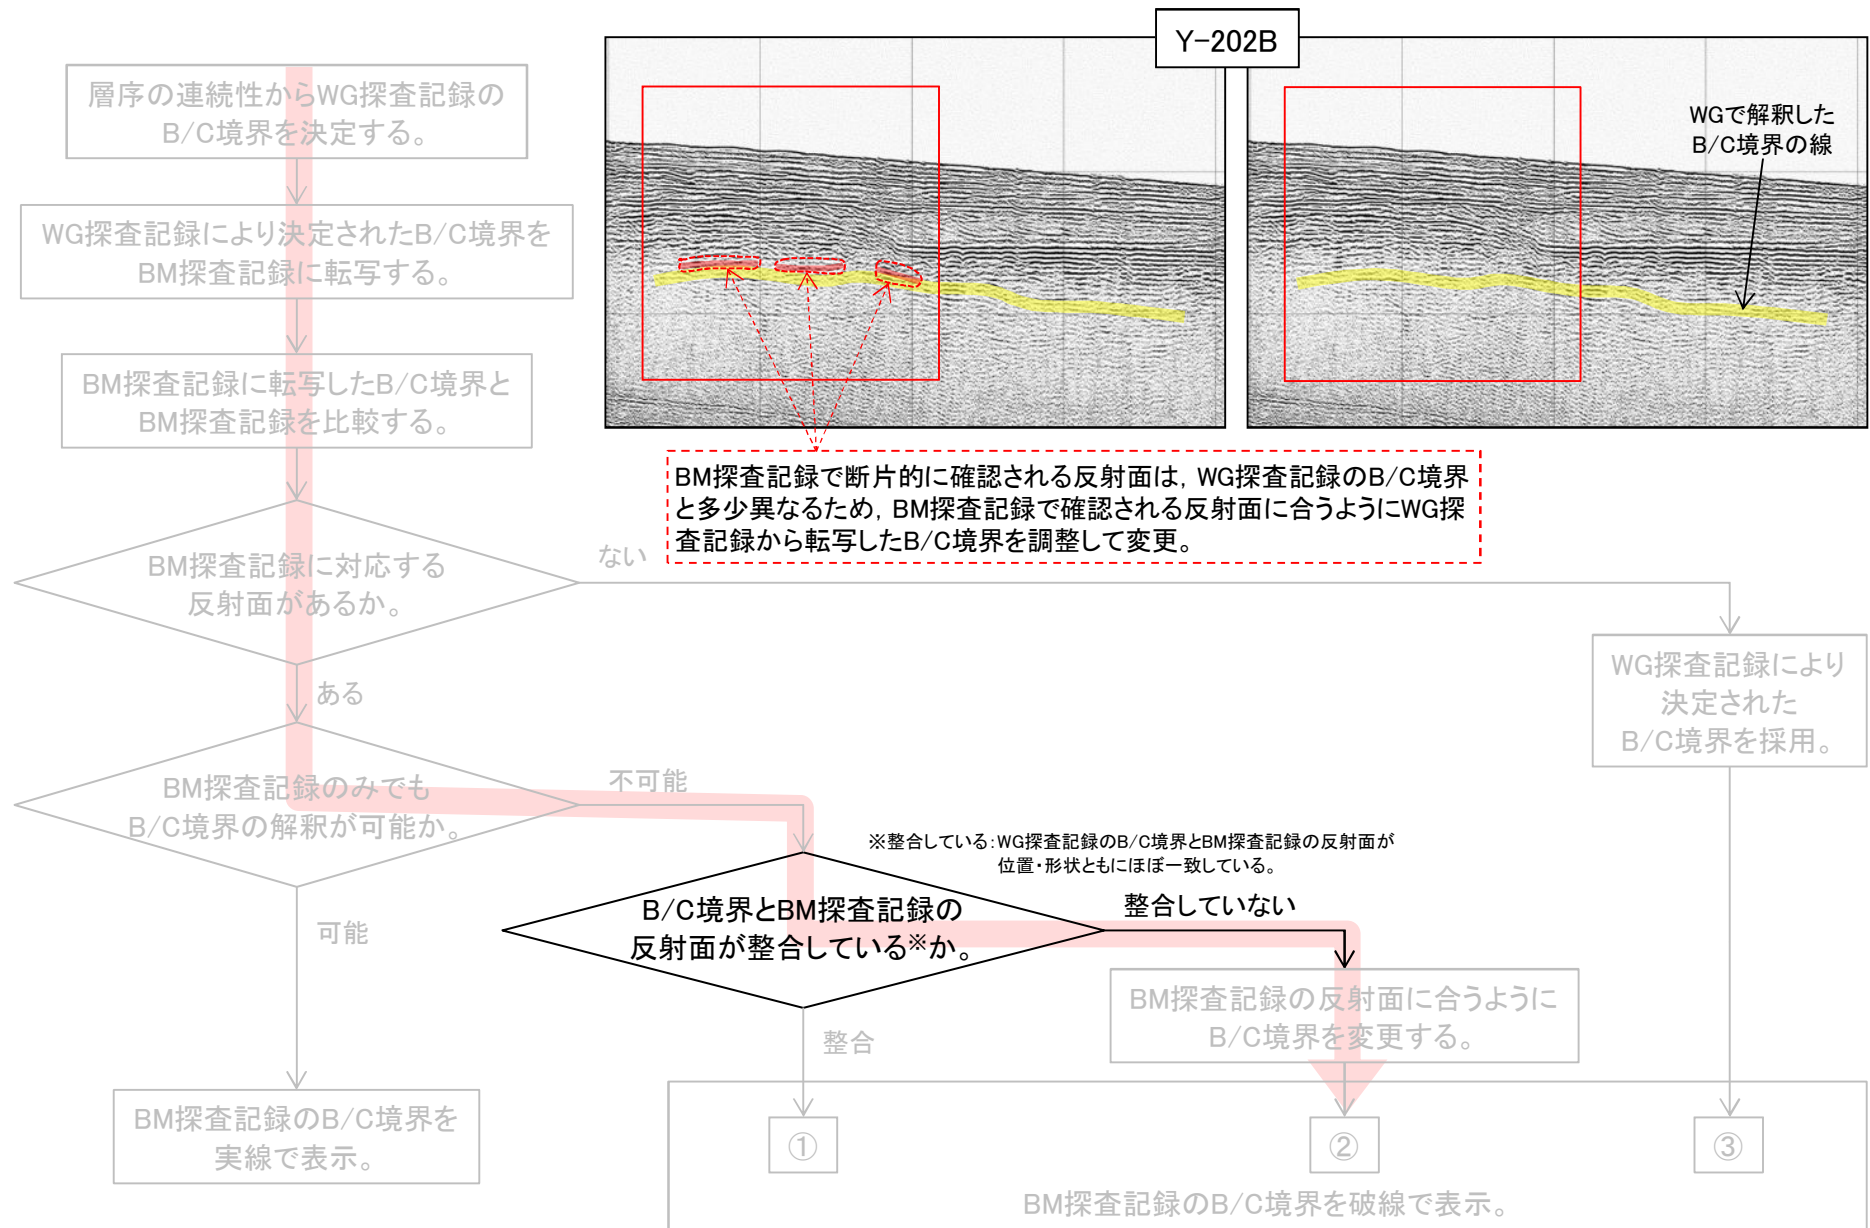 Y-202B
WGで解釈した
B/C境界の線
層序の連続性からWG探査記録の
B/C境界を決定する。
WG探査記録により決定されたB/C境界を
BM探査記録に転写する。
BM探査記録に転写したB/C境界と
BM探査記録を比較する。
BM探査記録で断片的に確認される反射面は，WG探査記録のB/C境界
と多少異なるため，BM探査記録で確認される反射面に合うようにWG探
査記録から転写したB/C境界を調整して変更。
BM探査記録に対応する
反射面があるか。
ない
ある
WG探査記録により
決定された
B/C境界を採用。
BM探査記録のみでも
B/C境界の解釈が可能か。
不可能
可能
※整合している：WG探査記録のB/C境界とBM探査記録の反射面が
位置・形状ともにほぼ一致している。
B/C境界とBM探査記録の
反射面が整合している※か。
整合していない
整合
BM探査記録の反射面に合うように
B/C境界を変更する。
BM探査記録のB/C境界を
実線で表示。
①
②
③
BM探査記録のB/C境界を破線で表示。